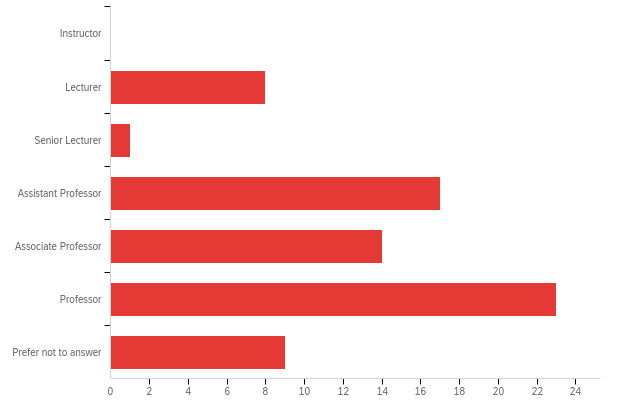 Instructor
Lecturer
Senior Lecturer
Assistant Professor
Associate Professor
Professor
Prefer not to answer
0 2 4 6 8 10 12 14 16 18 20 22 24